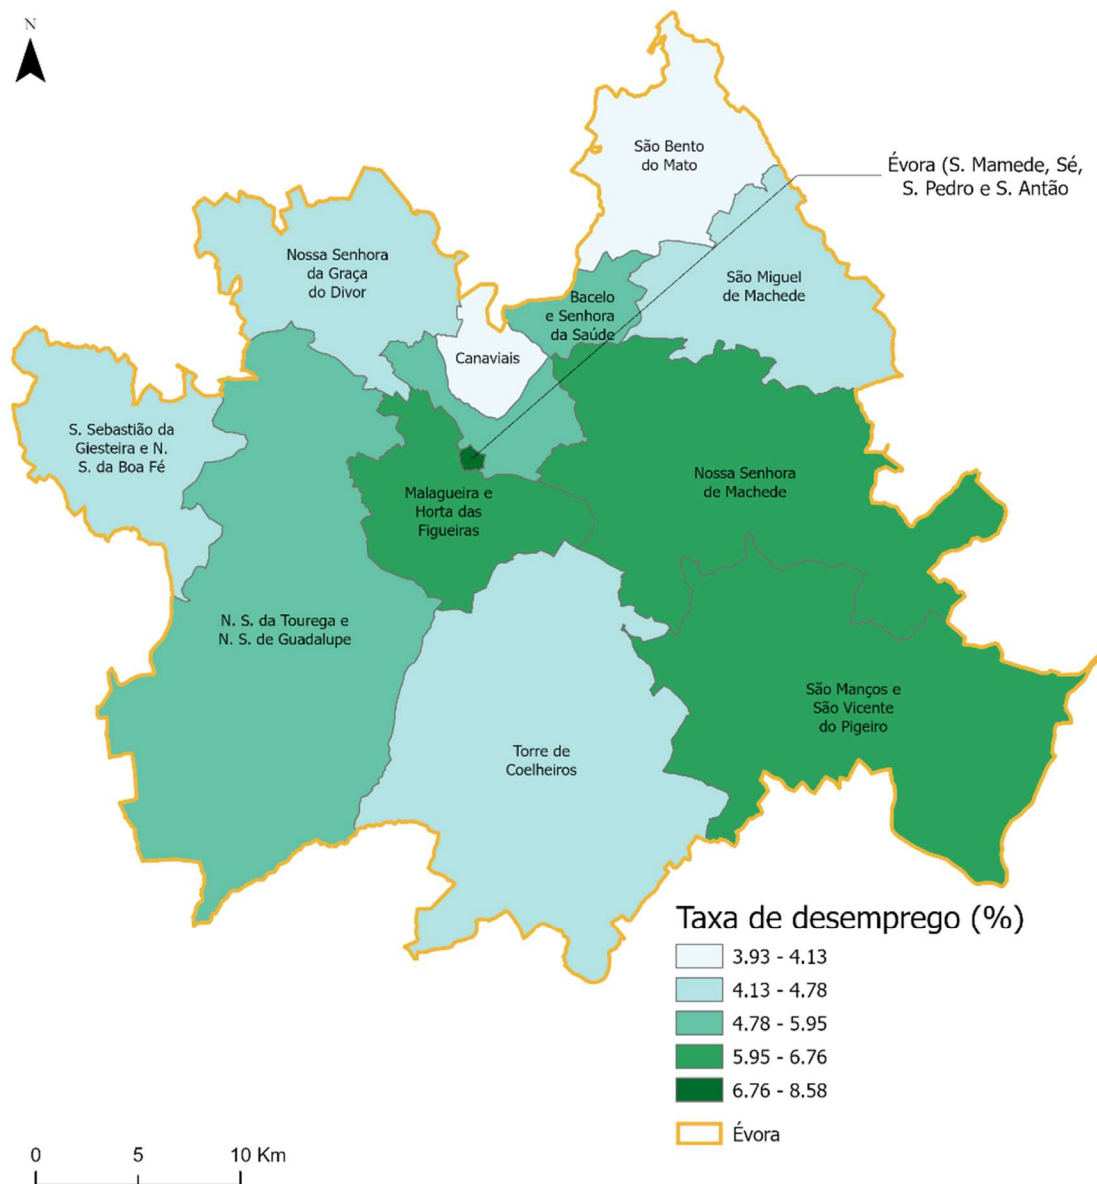 N
São Bento
do Mato
Évora (S. Mamede, Sé,
S. Pedro e S. Antão
Nossa Senhora
da Graça
do Divor
São Miguel
de Machede
Bacelo
e Senhora
da Saúde
Canaviais
S. Sebastião da
Giesteira e N.
S. da Boa Fé
Nossa Senhora
de Machede
Malagueira e
Horta das
Figueiras
N. S. da Tourega e
N. S. de Guadalupe
São Manços e
São Vicente
do Pigeiro
Torre de
Coelheiros
Taxa de desemprego (%)
3.93 - 4.13
4.13 - 4.78
4.78 - 5.95
5.95 - 6.76
6.76 - 8.58
Évora
0 5 10 Km